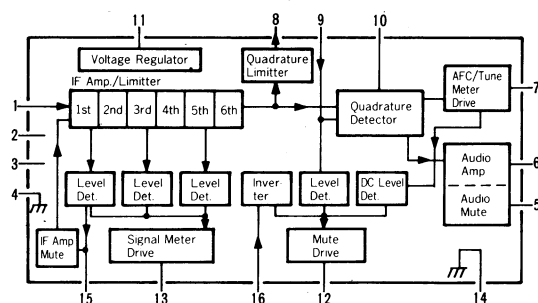 11
8
9
10
Voltage Regulator
Quadrature
Limitter
IF Amp./Limitter
AFC/Tune
Meter
Drive
7
1
1st 2nd 3rd 4th 5th 6th
Quadrature
Detector
2
3
4
Audio
Amp
6
Level
Det.
Level
Det.
Level
Det.
Inver-
ter
Level
Det.
DC Level
Det.
Audio
Mute
5
IF Amp
Mute
Signal Meter
Drive
Mute Drive
15
13
16
12
14